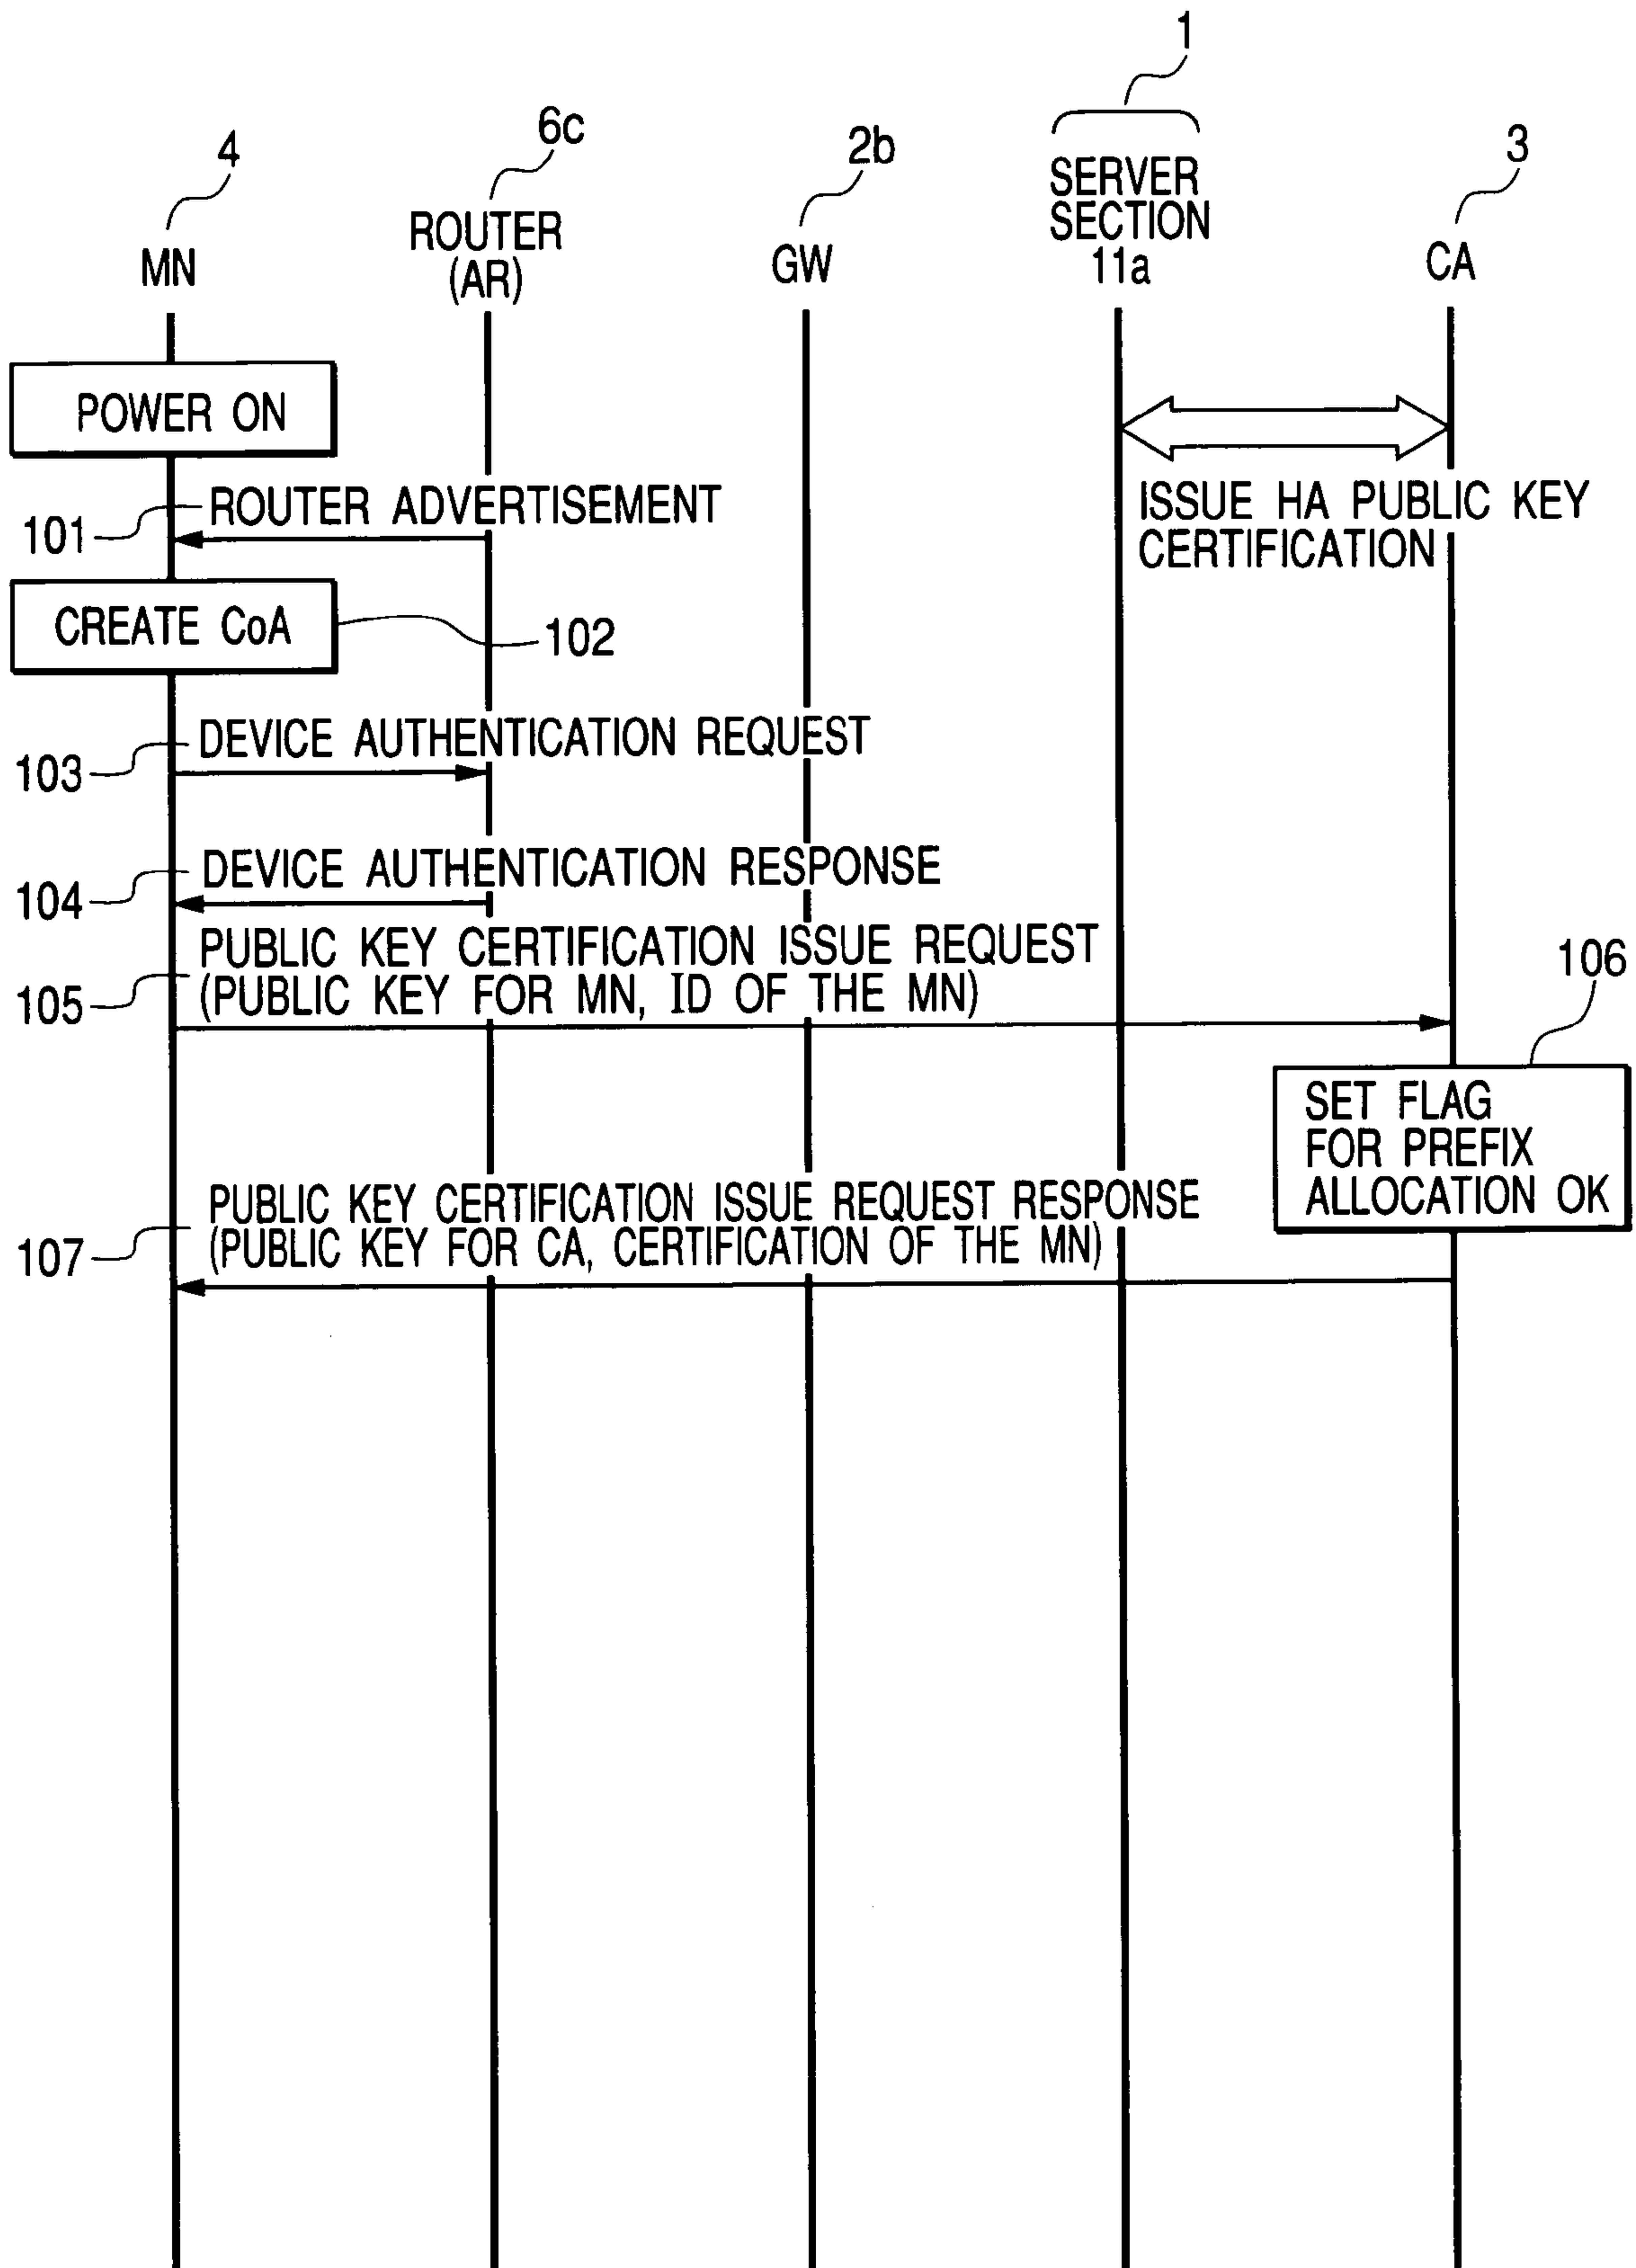 1
4
6c
2b
3
MN
ROUTER
(AR)
GW
SERVER
SECTION
11a
CA
POWER ON
ISSUE HA PUBLIC KEY
CERTIFICATION
101
ROUTER ADVERTISEMENT
CREATE CoA
102
103
DEVICE AUTHENTICATION REQUEST
104
DEVICE AUTHENTICATION RESPONSE
105
PUBLIC KEY CERTIFICATION ISSUE REQUEST
(PUBLIC KEY FOR MN, ID OF THE MN)
106
SET FLAG
FOR PREFIX
ALLOCATION OK
107
PUBLIC KEY CERTIFICATION ISSUE REQUEST RESPONSE
(PUBLIC KEY FOR CA, CERTIFICATION OF THE MN)